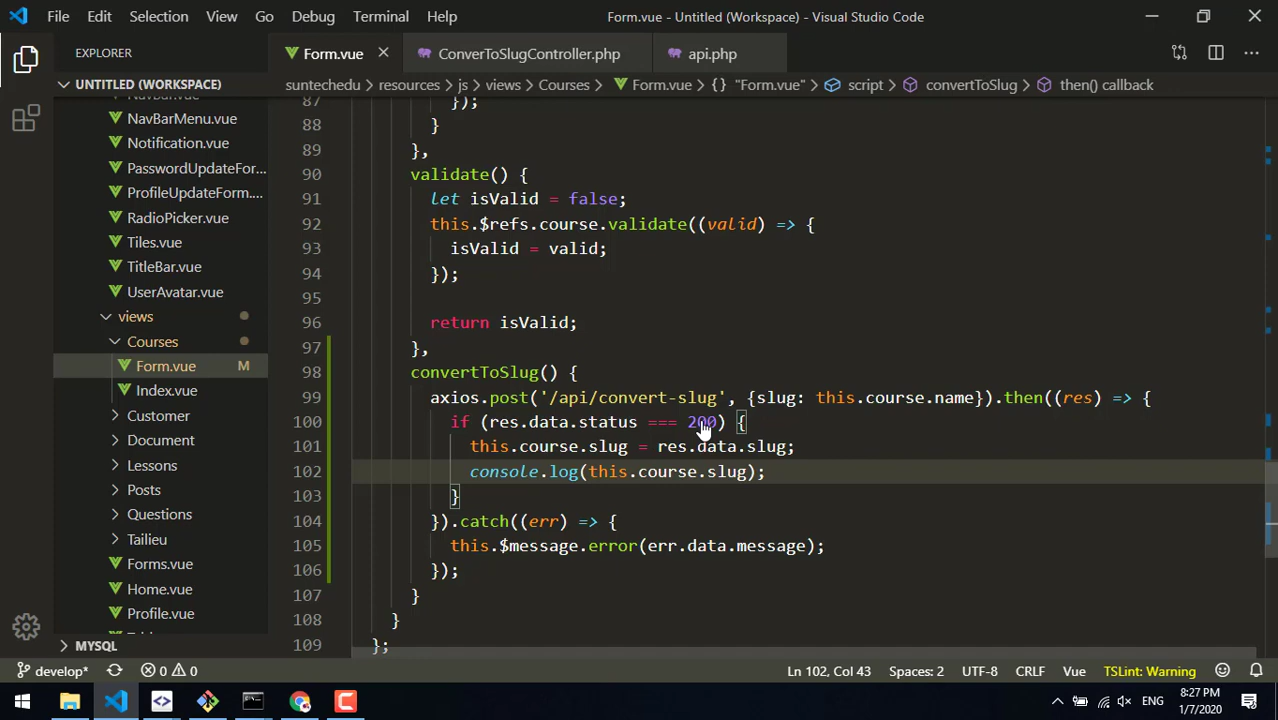 File Edit Selection View Go Debug Terminal Help Form.vue - Untitled (Workspace) - Visual Studio Code
EXPLORER
Form.vue ConverToSlugController.php api.php
UNTITLED (WORKSPACE)
suntechedu resources js views Courses Form.vue {} "Form.vue" script convertToSlug then() callback
NavBarMenu.vue
Notification.vue
PasswordUpdateFor...
ProfileUpdateForm....
RadioPicker.vue
Tiles.vue
TitleBar.vue
UserAvatar.vue
views
Courses
Form.vue M
Index.vue
Customer
Document
Lessons
Posts
Questions
Tailieu
Forms.vue
Home.vue
Profile.vue
MYSQL
87 });
88 }
89 },
90 validate() {
91 let isValid = false;
92 this.$refs.course.validate((valid) => {
93 isValid = valid;
94 });
95
96 return isValid;
97 },
98 convertToSlug() {
99 axios.post('/api/convert-slug', {slug: this.course.name}).then((res) => {
100 if (res.data.status === 200) {
101 this.course.slug = res.data.slug;
102 console.log(this.course.slug);
103 }
104 }).catch((err) => {
105 this.$message.error(err.data.message);
106 });
107 }
108 }
109 };
develop* 0 0 Ln 102, Col 43 Spaces: 2 UTF-8 CRLF Vue TSLint: Warning
ENG 8:27 PM
1/7/2020